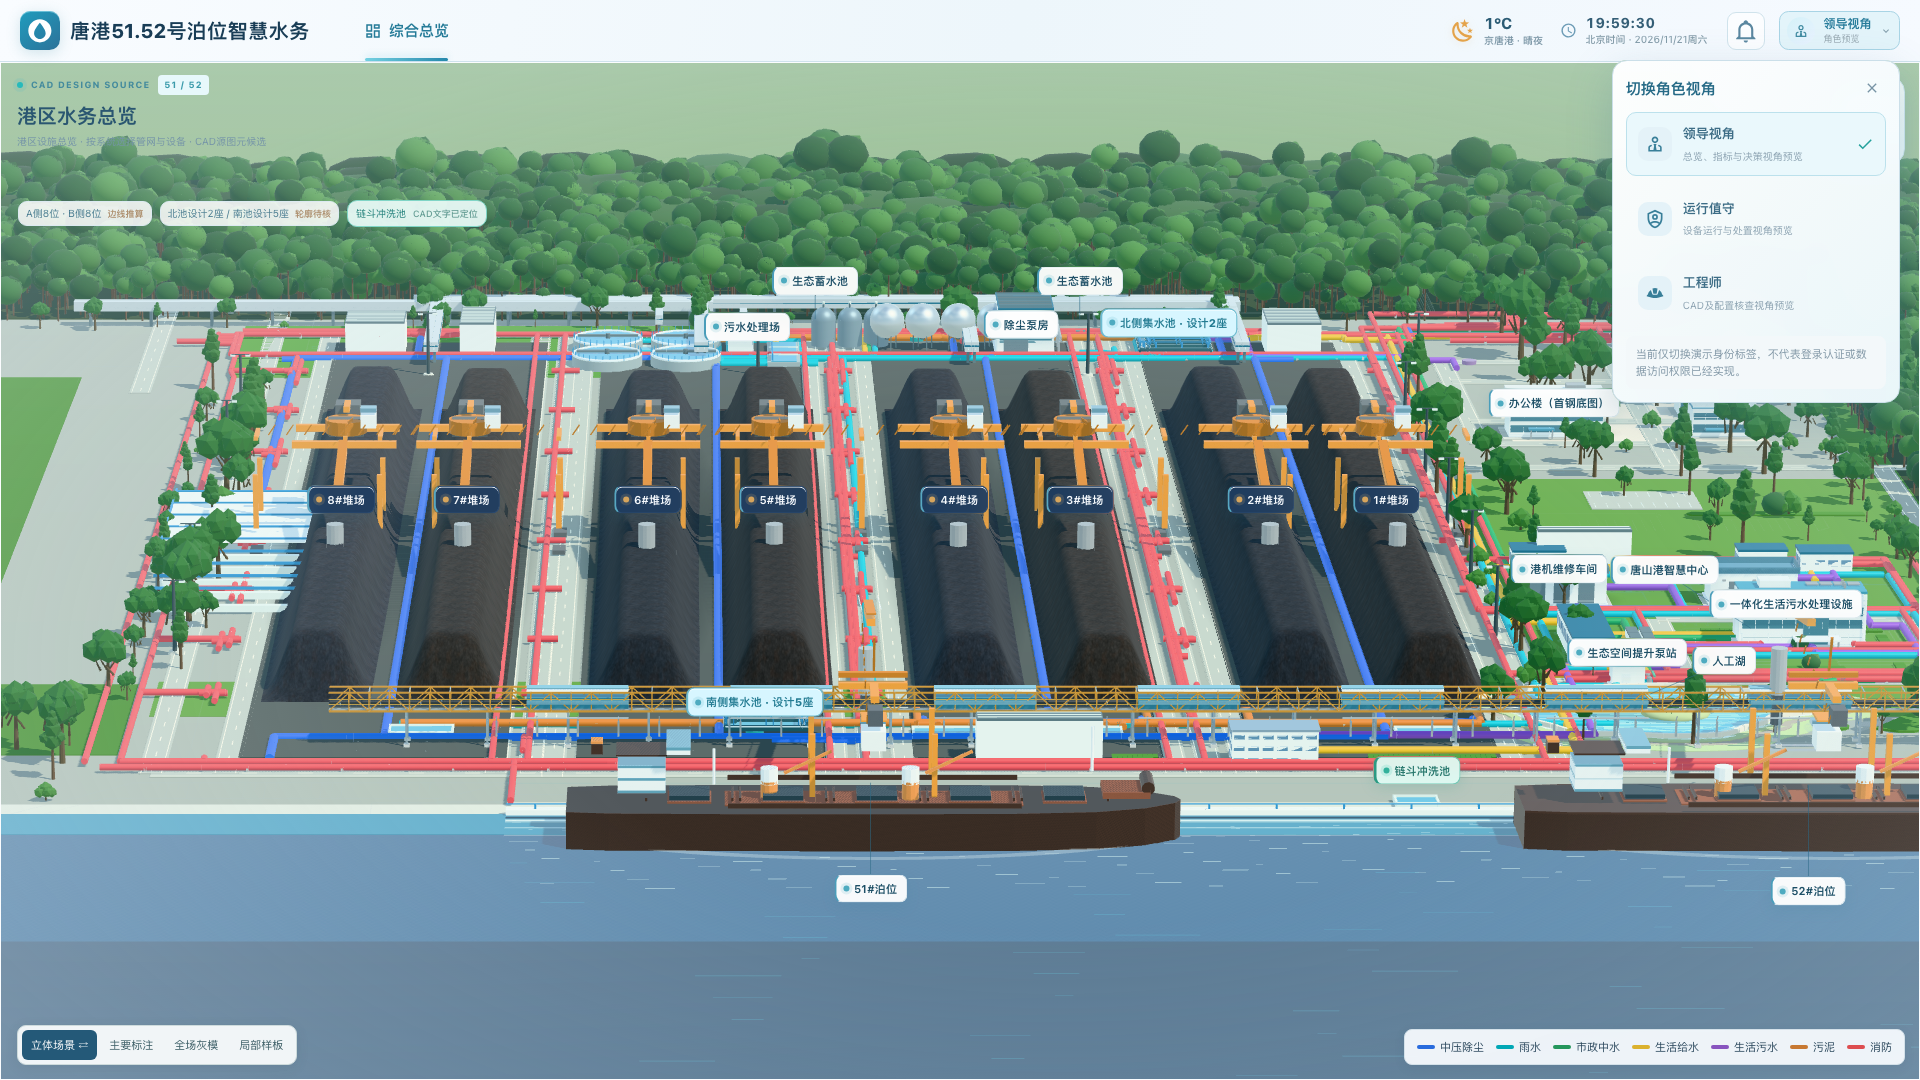 唐港51.52号泊位智慧水务
综合总览
1°C
京唐港 · 晴夜
19:59:30
北京时间 · 2026/11/21周六
领导视角
角色预览
CAD DESIGN SOURCE
51 / 52
港区水务总览
A侧8位 · B侧8位 边线推算
北池设计2座 / 南池设计5座 轮廓待核
链斗冲洗池 CAD文字已定位
切换角色视角
领导视角
总览、指标与决策视角预览
运行值守
设备运行与处置视角预览
工程师
CAD及配置核查视角预览
当前仅切换演示身份标签，不代表登录认证或数
据访问权限已经实现。
生态蓄水池
生态蓄水池
污水处理场
除尘泵房
北侧集水池 · 设计2座
办公楼（首钢底图）
8#堆场
7#堆场
6#堆场
5#堆场
4#堆场
3#堆场
2#堆场
1#堆场
港机维修车间
唐山港智慧中心
一体化生活污水处理设施
生态空间提升泵站
人工湖
南侧集水池 · 设计5座
链斗冲洗池
51#泊位
52#泊位
立体场景
主要标注
全场灰模
局部样板
中压除尘
雨水
市政中水
生活给水
生活污水
污泥
消防